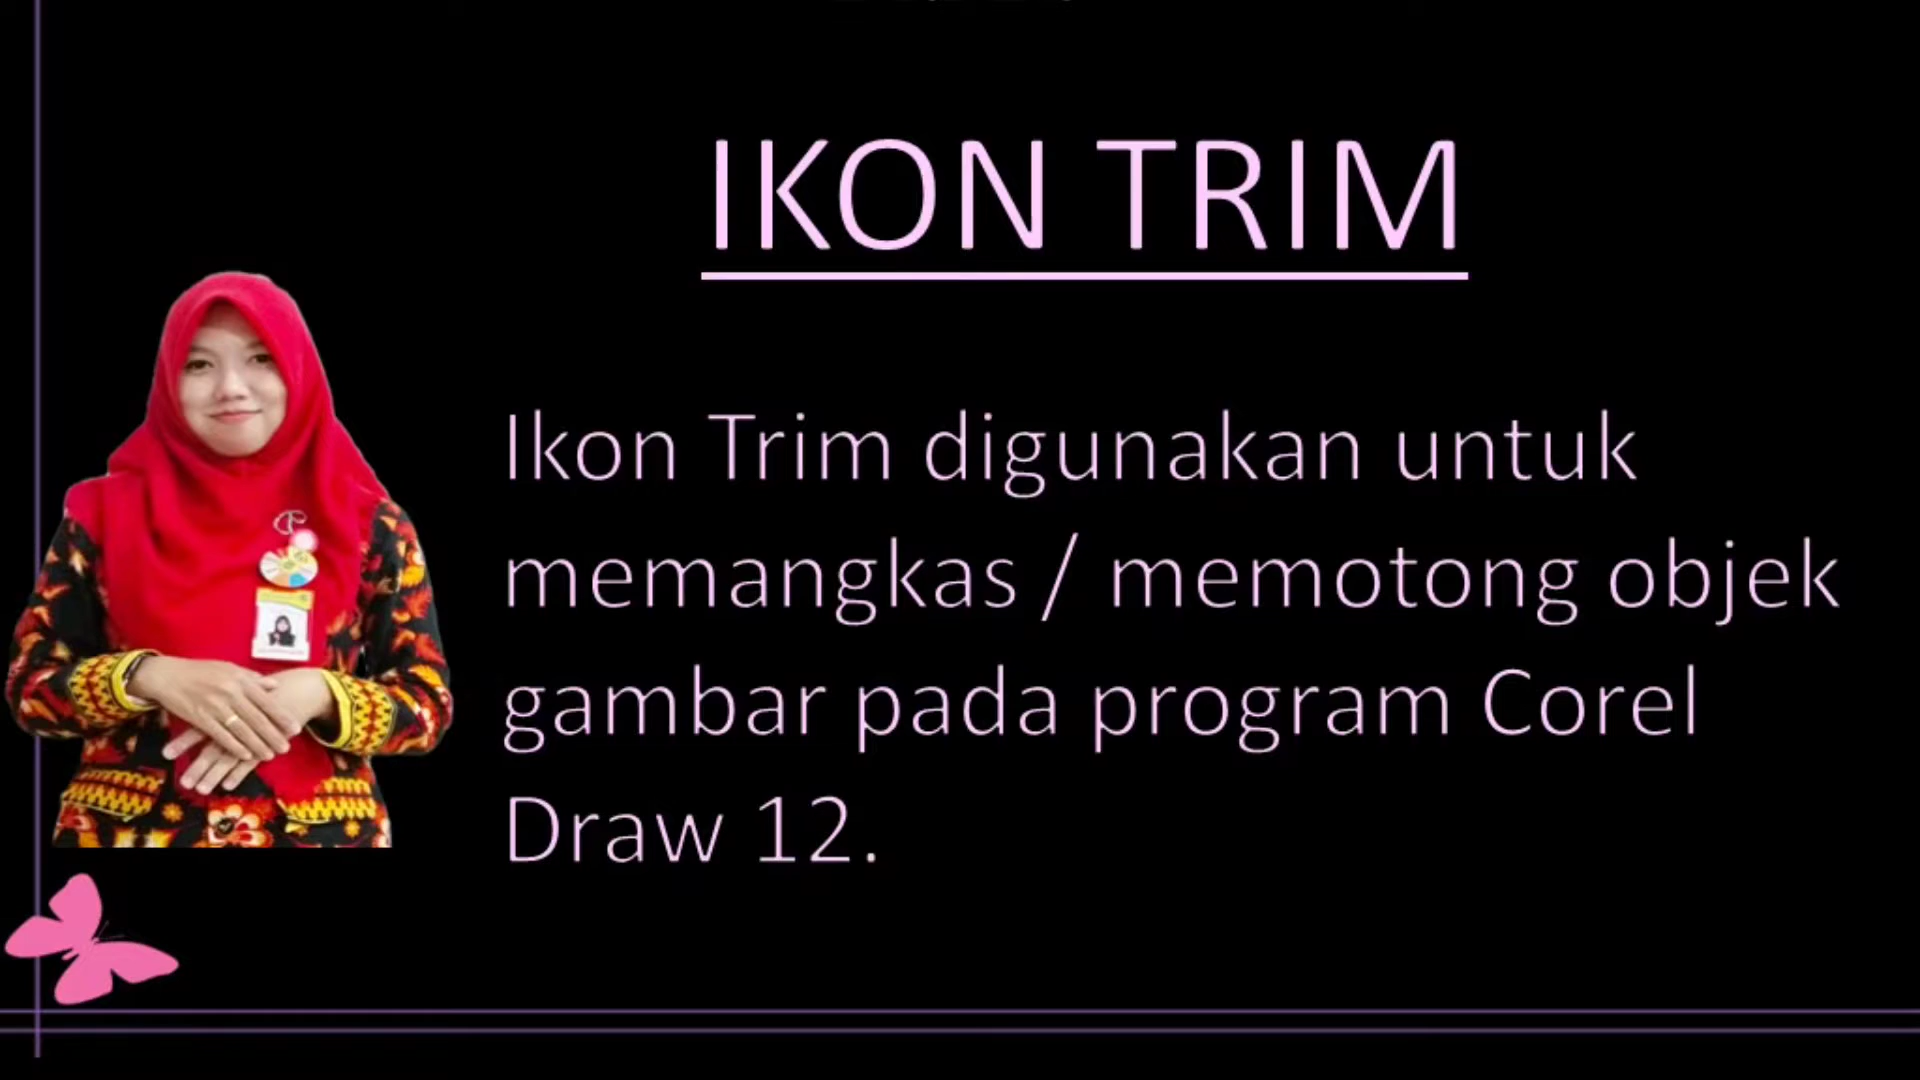 IKON TRIM
Ikon Trim digunakan untuk
memangkas / memotong objek
gambar pada program Corel
Draw 12.